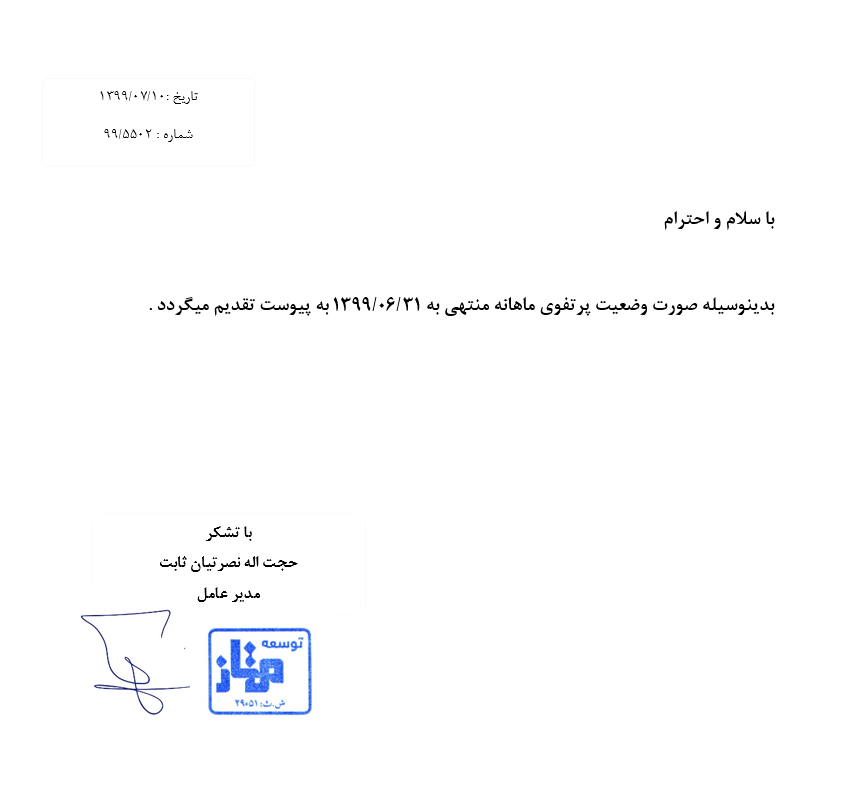 تاریخ :۱۳۹۹/۰۷/۱۰
شماره : ۹۹/۵۵۰۲
با سلام و احترام
بدینوسیله صورت وضعیت پرتفوی ماهانه منتهی به ۱۳۹۹/۰۶/۳۱ به پیوست تقدیم میگردد .
با تشکر
حجت اله نصرتیان ثابت
مدیر عامل
توسعه
ممتاز
ش.ث: ۲۹۰۵۱